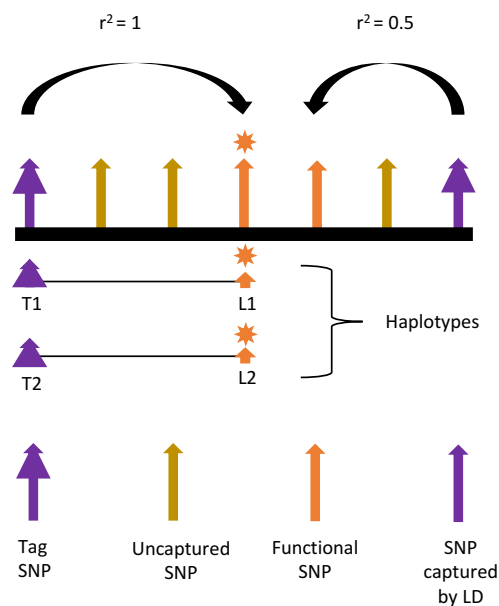 r² = 1
r² = 0.5
T1
L1
Haplotypes
T2
L2
Tag
SNP
Uncaptured
SNP
Functional
SNP
SNP
captured
by LD